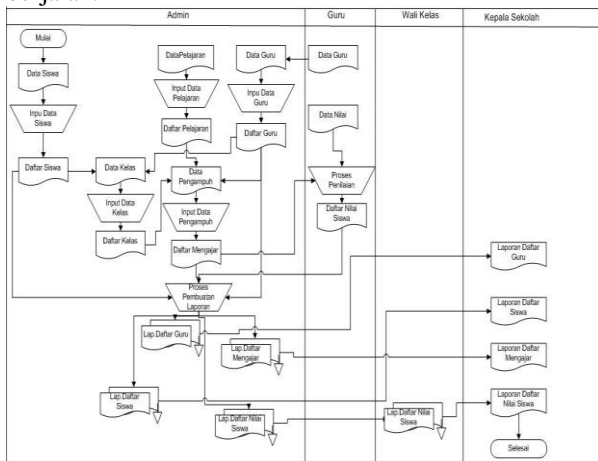 berjalan.
Admin
Guru
Wali Kelas
Kepala Sekolah
Mulai
Data Siswa
Inpu Data
Siswa
Daftar Siswa
DataPelajaran
Input Data
Pelajaran
Daftar Pelajaran
Data Guru
Inpu Data
Guru
Daftar Guru
Data Guru
Data Nilai
Data Kelas
Input Data
Kelas
Daftar Kelas
Data
Pengampuh
Input Data
Pengampuh
Daftar Mengajar
Proses
Penilaian
Daftar Nilai
Siswa
Proses
Pembuatan
Laporan
Lap.Daftar Guru
Lap.Daftar
Mengajar
Lap.Daftar
Siswa
Lap.Daftar Nilai
Siswa
Lap.Daftar Nilai
Siswa
Laporan Daftar
Guru
Laporan Daftar
Siswa
Laporan Daftar
Mengajar
Laporan Daftar
Nilai Siswa
Selesai